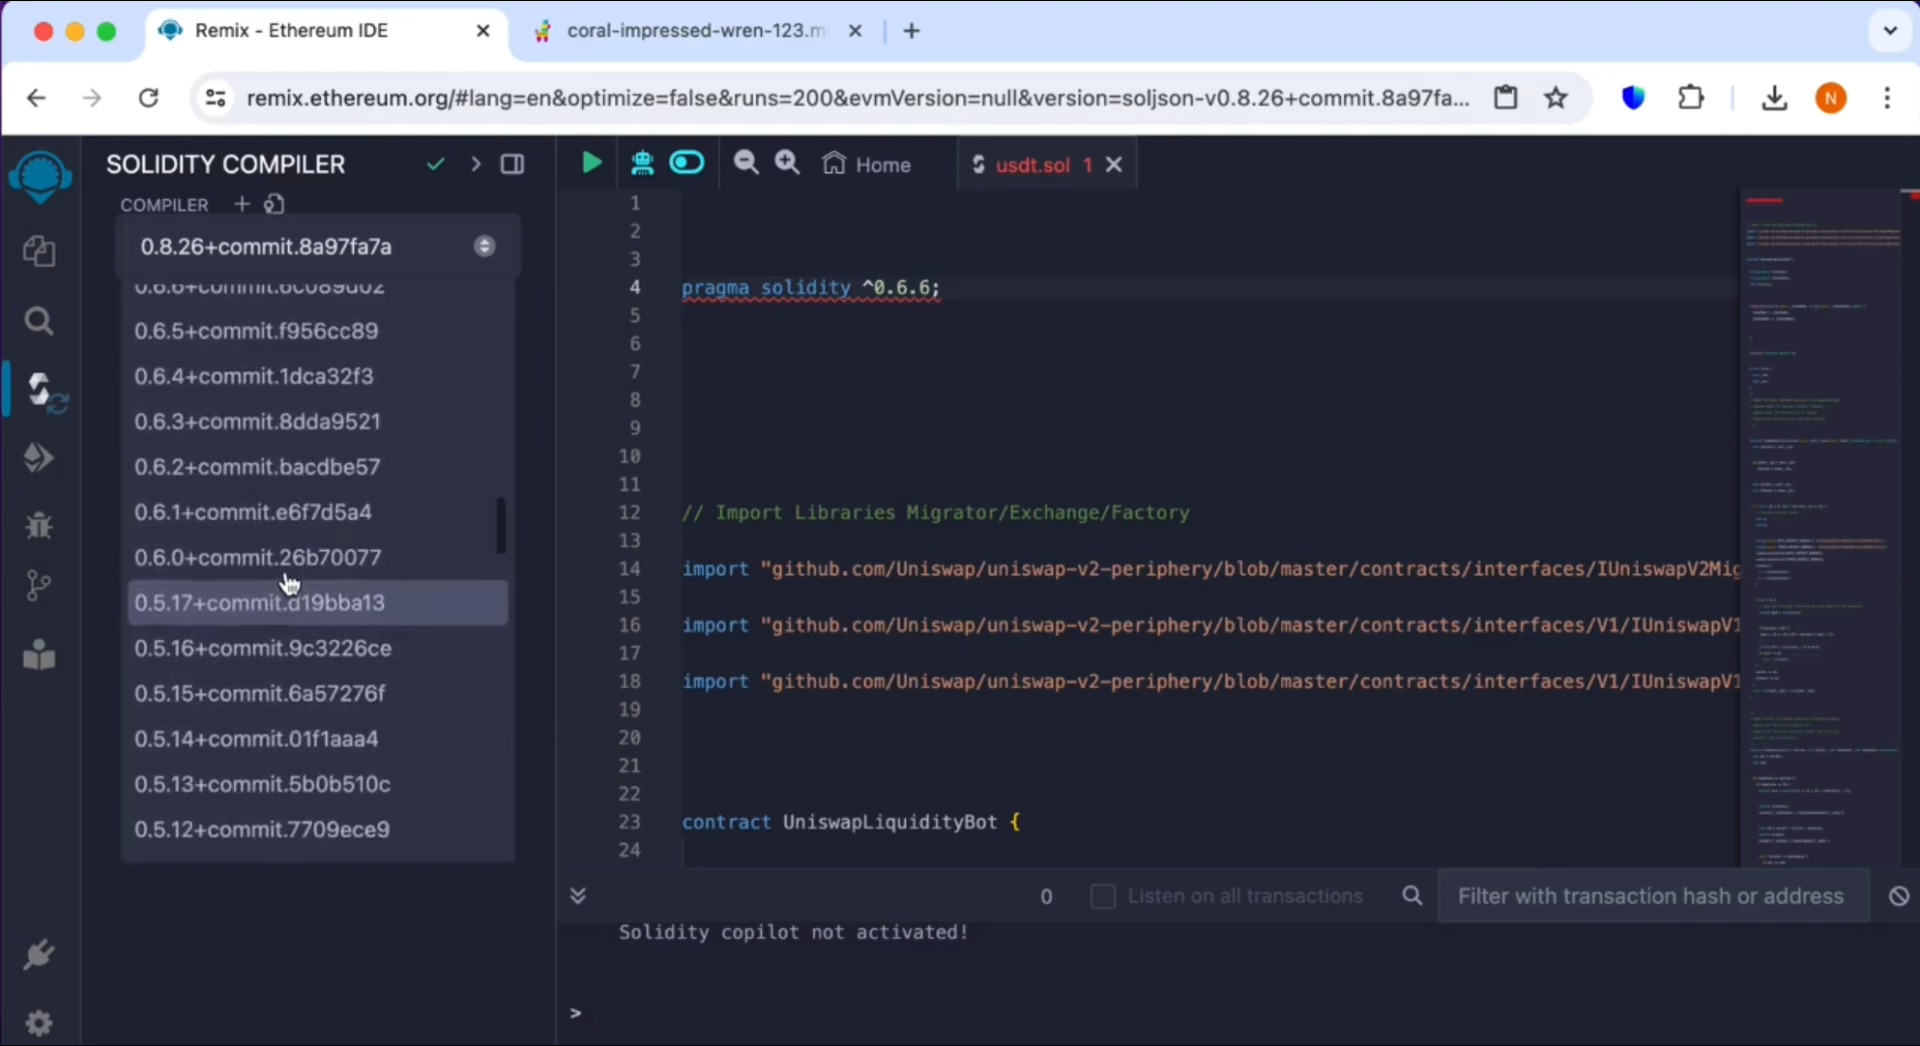 Remix - Ethereum IDE
coral-impressed-wren-123.m
remix.ethereum.org/#lang=en&optimize=false&runs=200&evmVersion=null&version=soljson-v0.8.26+commit.8a97fa...
N
SOLIDITY COMPILER
COMPILER
0.8.26+commit.8a97fa7a
0.6.6+commit.6c089d02
0.6.5+commit.f956cc89
0.6.4+commit.1dca32f3
0.6.3+commit.8dda9521
0.6.2+commit.bacdbe57
0.6.1+commit.e6f7d5a4
0.6.0+commit.26b70077
0.5.17+commit.d19bba13
0.5.16+commit.9c3226ce
0.5.15+commit.6a57276f
0.5.14+commit.01f1aaa4
0.5.13+commit.5b0b510c
0.5.12+commit.7709ece9
Home
usdt.sol 1
1
2
3
4 pragma solidity ^0.6.6;
5
6
7
8
9
10
11
12 // Import Libraries Migrator/Exchange/Factory
13
14 import "github.com/Uniswap/uniswap-v2-periphery/blob/master/contracts/interfaces/IUniswapV2Mig
15
16 import "github.com/Uniswap/uniswap-v2-periphery/blob/master/contracts/interfaces/V1/IUniswapV1
17
18 import "github.com/Uniswap/uniswap-v2-periphery/blob/master/contracts/interfaces/V1/IUniswapV1
19
20
21
22
23 contract UniswapLiquidityBot {
24
0
Listen on all transactions
Filter with transaction hash or address
Solidity copilot not activated!
>